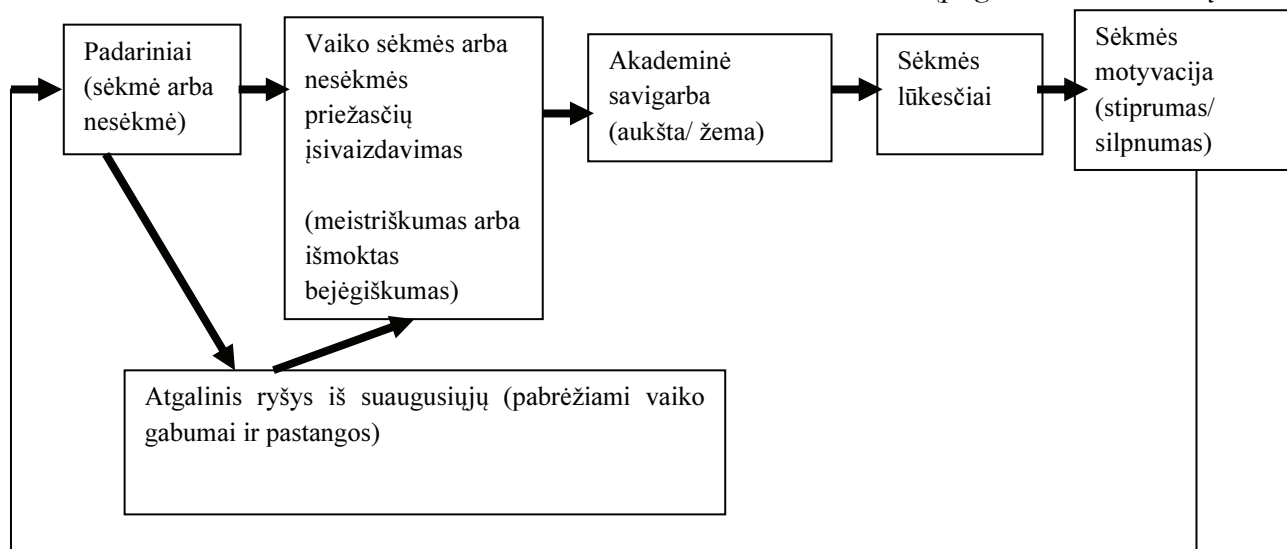 Padariniai
(sėkmė arba
nesėkmė)
Vaiko sėkmės arba
nesėkmės
priežasčių
įsivaizdavimas
(meistriškumas arba
išmoktas
bejėgiškumas)
Akademinė
savigarba
(aukšta/ žema)
Sėkmės
lūkesčiai
Sėkmės
motyvacija
(stiprumas/
silpnumas)
Atgalinis ryšys iš suaugusiųjų (pabrėžiami vaiko
gabumai ir pastangos)